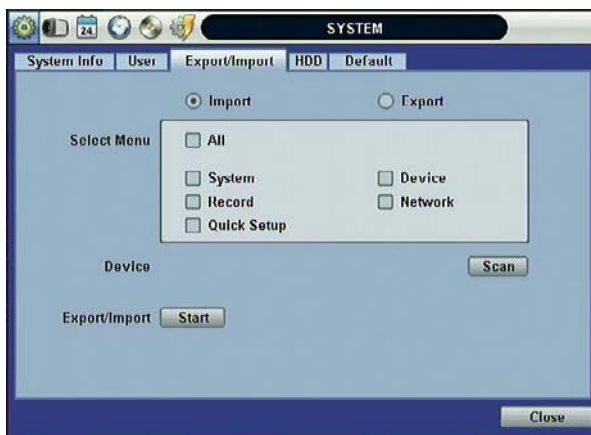 24
SYSTEM
System Info User Export/Import HDD Default
Import Export
Select Menu All
System Device
Record Network
Quick Setup
Device Scan
Export/Import Start
Close